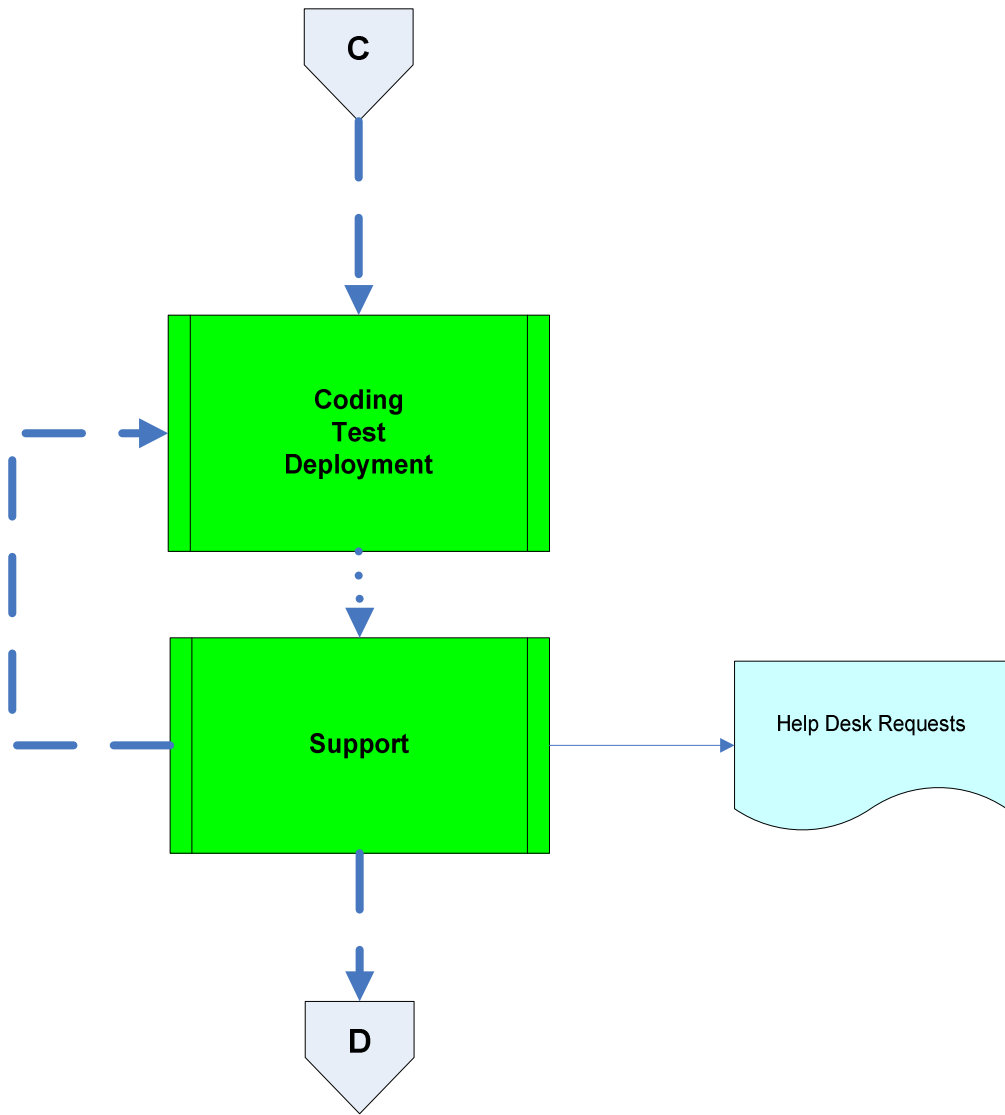 C
Coding
Test
Deployment
Support
Help Desk Requests
D